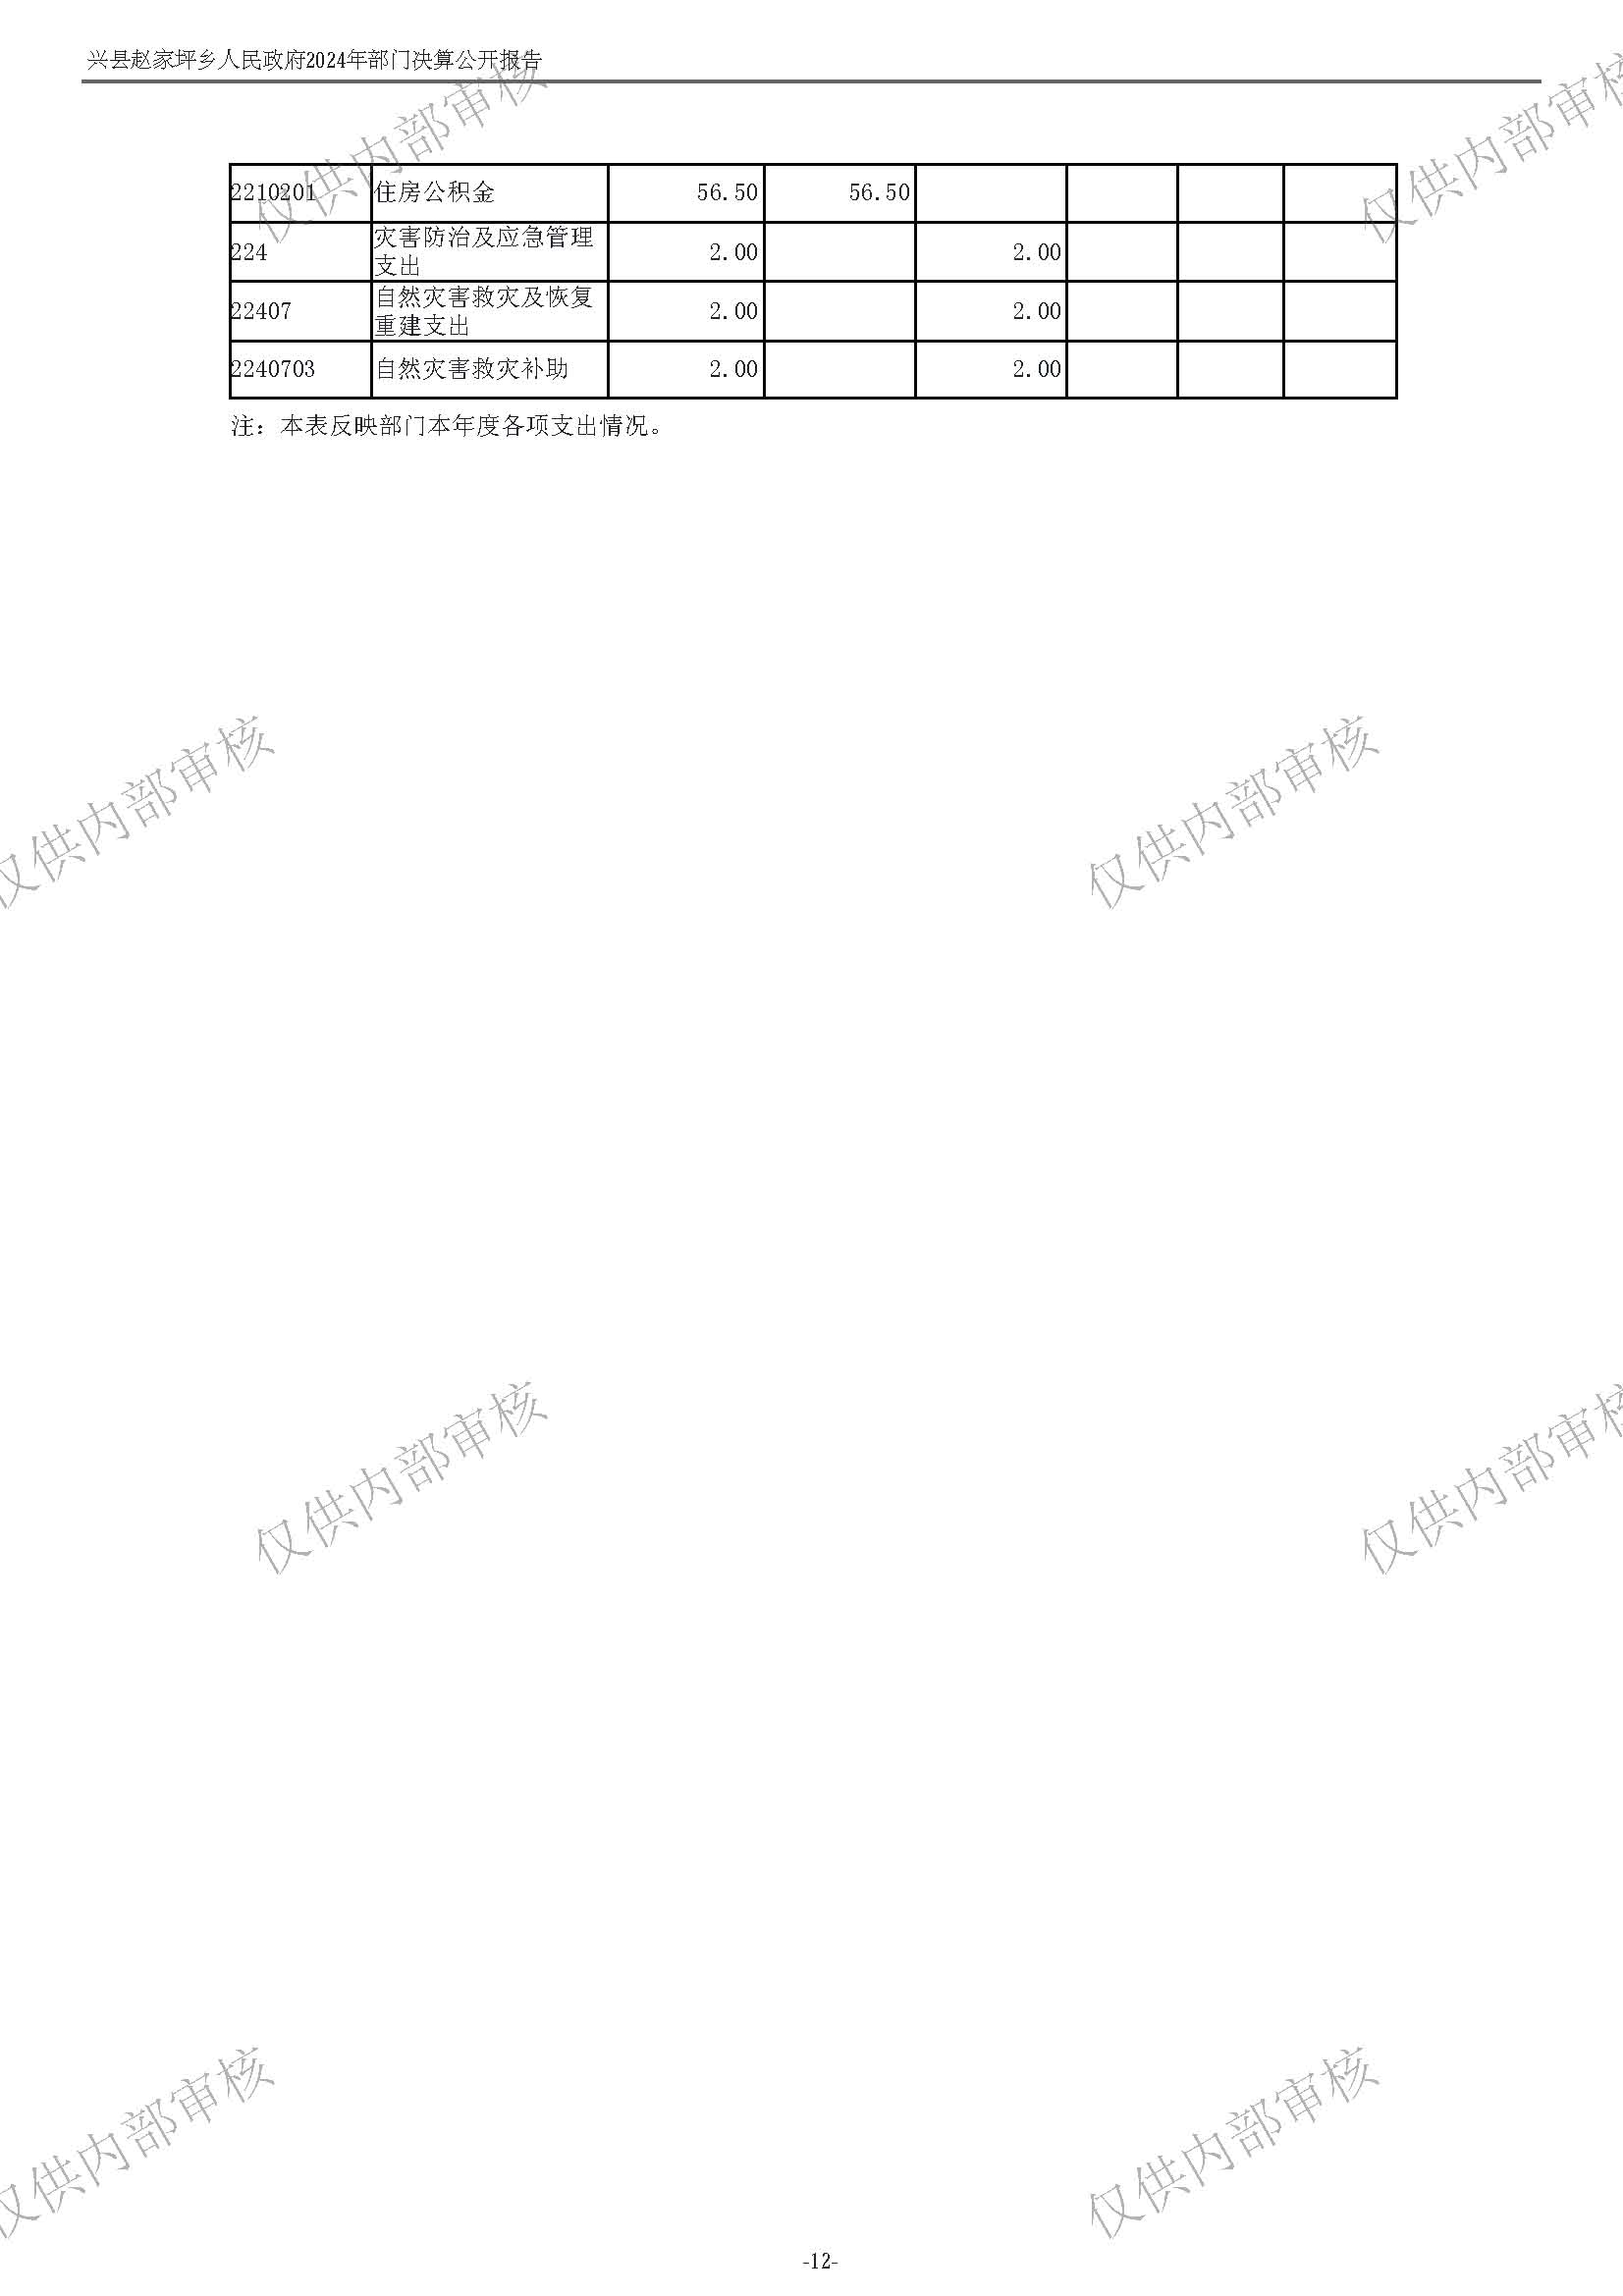 兴县赵家坪乡人民政府2024年部门决算公开报告
2210201 住房公积金 56.50 56.50
224 灾害防治及应急管理支出 2.00 2.00
22407 自然灾害救灾及恢复重建支出 2.00 2.00
2240703 自然灾害救灾补助 2.00 2.00
注：本表反映部门本年度各项支出情况。
仅供内部审核
仅供内部审核
仅供内部审核
仅供内部审核
仅供内部审核
仅供内部审核
仅供内部审核
仅供内部审核
-12-